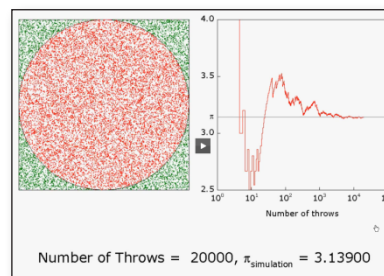 4.0
3.5
π
3.0
2.5
10⁰ 10¹ 10² 10³ 10⁴ 10⁵
Number of throws
Number of Throws = 20000, π_simulation = 3.13900